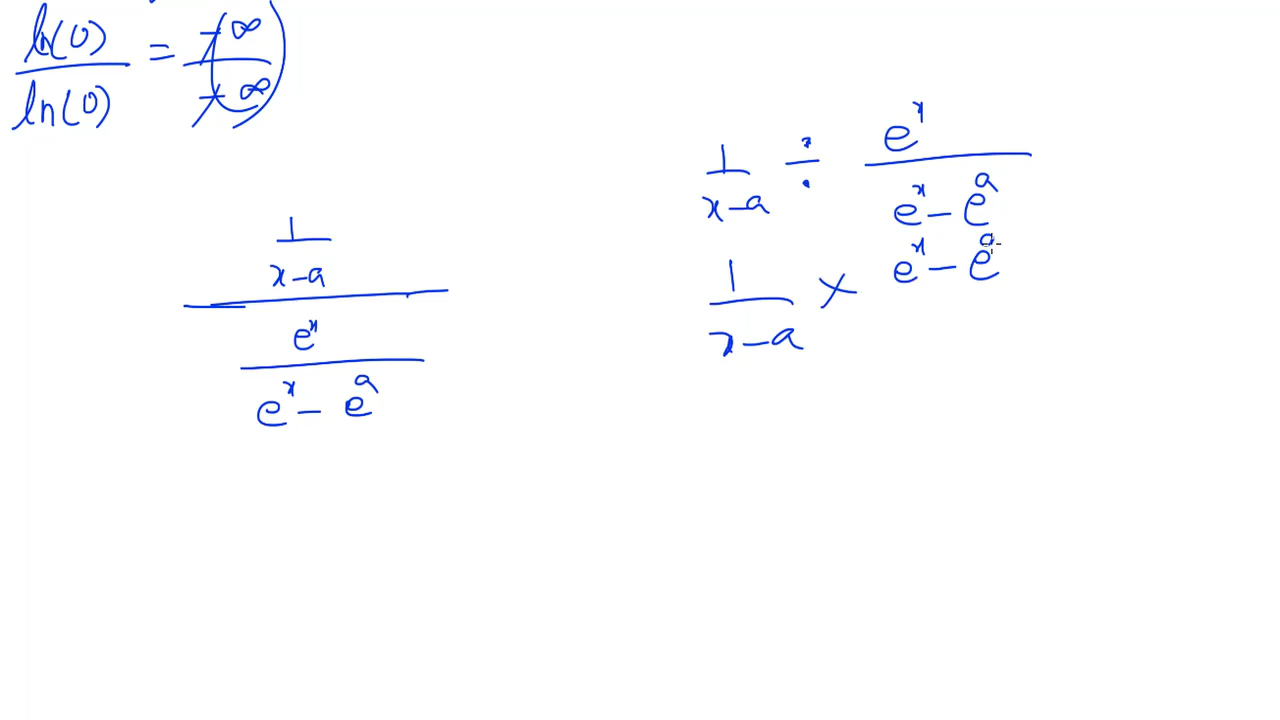 ln(0) / ln(0) = -∞ / -∞
1 / (x-a) ÷ e^x / (e^x - e^a)
1 / (x-a) × e^x - e^a
1 / (x-a)
e^x / (e^x - e^a)